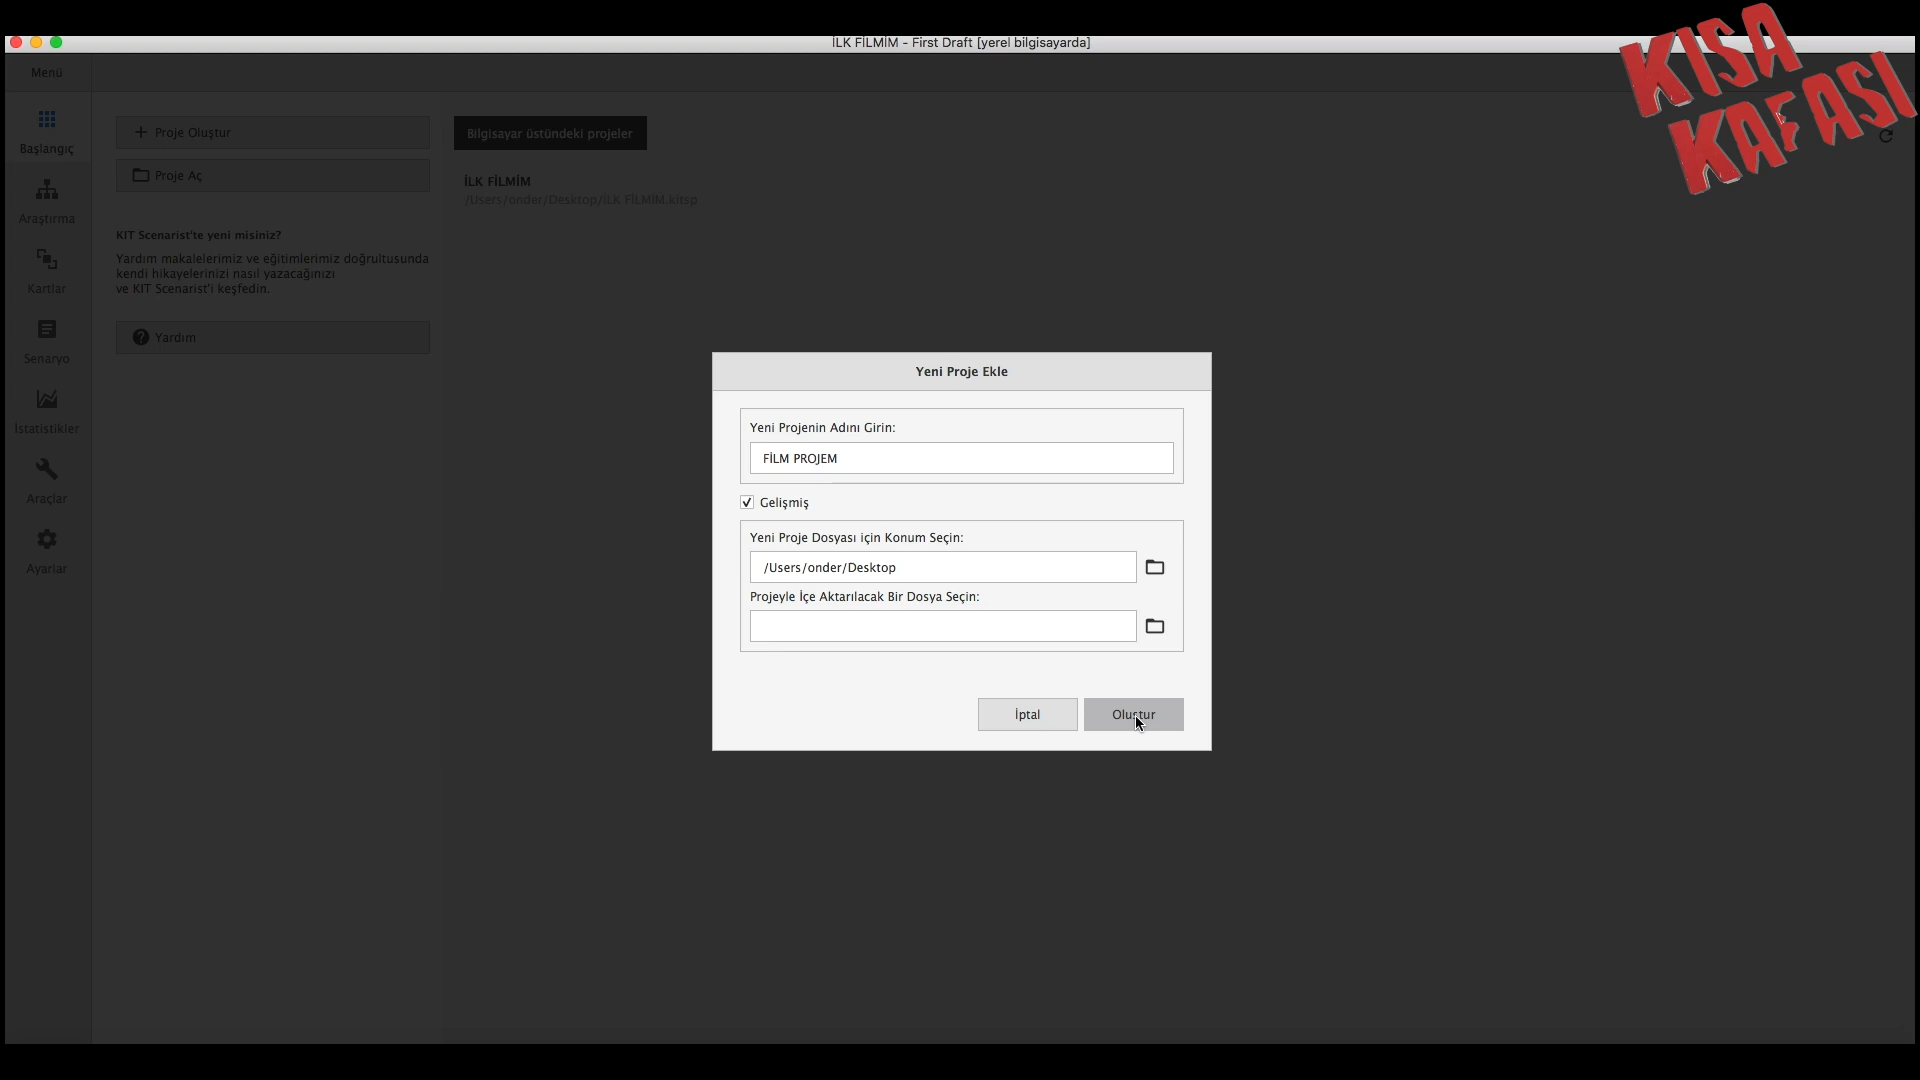 İLK FİLMİM - First Draft [yerel bilgisayarda]
KISA
KAFASI
Menü
Başlangıç
Araştırma
Kartlar
Senaryo
İstatistikler
Araçlar
Ayarlar
Proje Oluştur
Proje Aç
KIT Scenarist'te yeni misiniz?
Yardım makalelerimiz ve eğitimlerimiz doğrultusunda
kendi hikayelerinizi nasıl yazacağınızı
ve KIT Scenarist'i keşfedin.
Yardım
Bilgisayar üstündeki projeler
İLK FİLMİM
/Users/onder/Desktop/İLK FİLMİM.kitsp
Yeni Proje Ekle
Yeni Projenin Adını Girin:
FİLM PROJEM
Gelişmiş
Yeni Proje Dosyası için Konum Seçin:
/Users/onder/Desktop
Projeyle İçe Aktarılacak Bir Dosya Seçin:
İptal
Oluştur